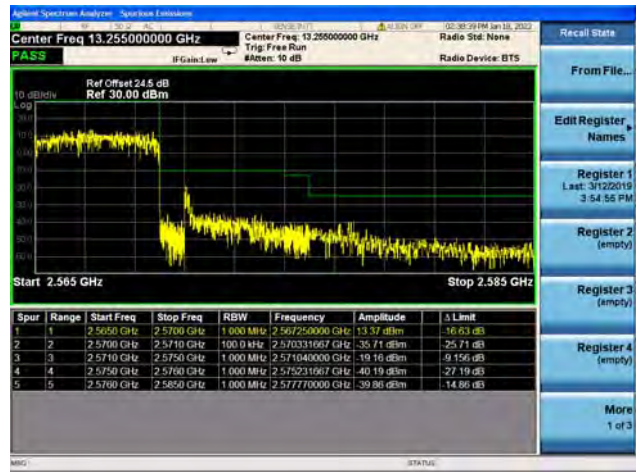 Agilent Spectrum Analyzer Spurious Emissions
RF 50 Ω AC SENSE:INT ALIGN OFF 02:38:39 PM Jan 18, 2022
Center Freq 13.255000000 GHz
Center Freq: 13.255000000 GHz
Radio Std: None
Trig: Free Run
PASS
IFGain:Low
#Atten: 10 dB
Radio Device: BTS
Ref Offset 24.5 dB
10 dB/div Ref 30.00 dBm
Log
Start 2.565 GHz
Stop 2.585 GHz
Spur Range Start Freq Stop Freq RBW Frequency Amplitude Δ Limit
1 1 2.5650 GHz 2.5700 GHz 1.000 MHz 2.567250000 GHz 13.37 dBm -16.63 dB
2 2 2.5700 GHz 2.5710 GHz 100.0 kHz 2.570331667 GHz -35.71 dBm -25.71 dB
3 3 2.5710 GHz 2.5750 GHz 1.000 MHz 2.571040000 GHz -19.16 dBm -9.156 dB
4 4 2.5750 GHz 2.5760 GHz 1.000 MHz 2.575231667 GHz -40.19 dBm -27.19 dB
5 5 2.5760 GHz 2.5850 GHz 1.000 MHz 2.577770000 GHz -39.86 dBm -14.86 dB
MSG
STATUS
Recall State
From File...
Edit Register
Names
Register 1
Last: 3/12/2019
3:54:56 PM
Register 2
(empty)
Register 3
(empty)
Register 4
(empty)
More
1 of 3